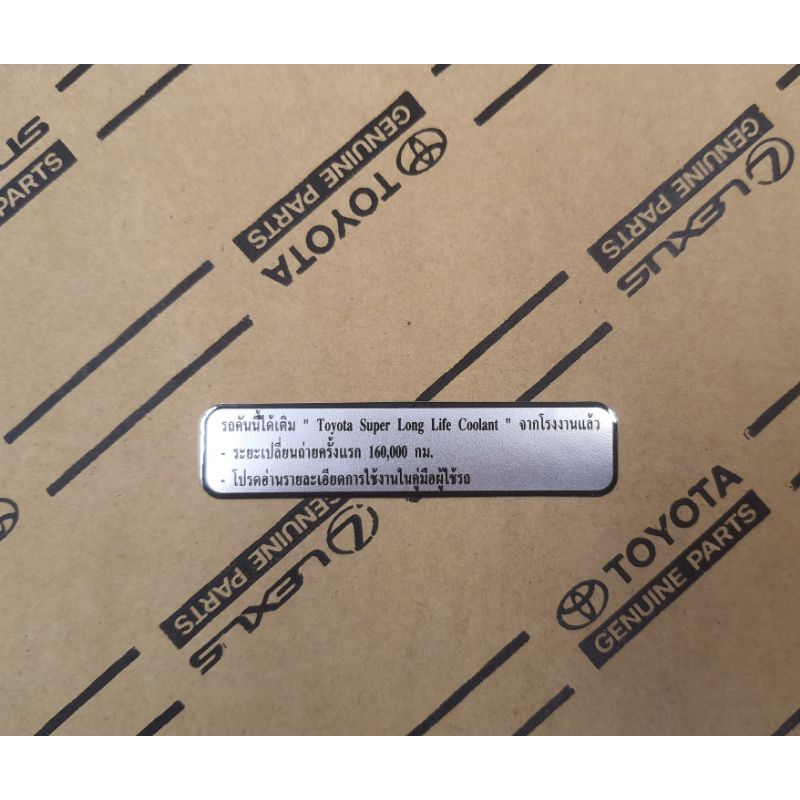 SUXƎL
PARTS
GENUINE PARTS
TOYOTA
LEXUS
GENUINE PARTS
รถคันนี้ได้เติม " Toyota Super Long Life Coolant " จากโรงงานแล้ว
- ระยะเปลี่ยนถ่ายครั้งแรก 160,000 กม.
- โปรดอ่านรายละเอียดการใช้งานในคู่มือผู้ใช้รถ
GENUINE PARTS
LEXUS
TOYOTA
GENUINE PARTS